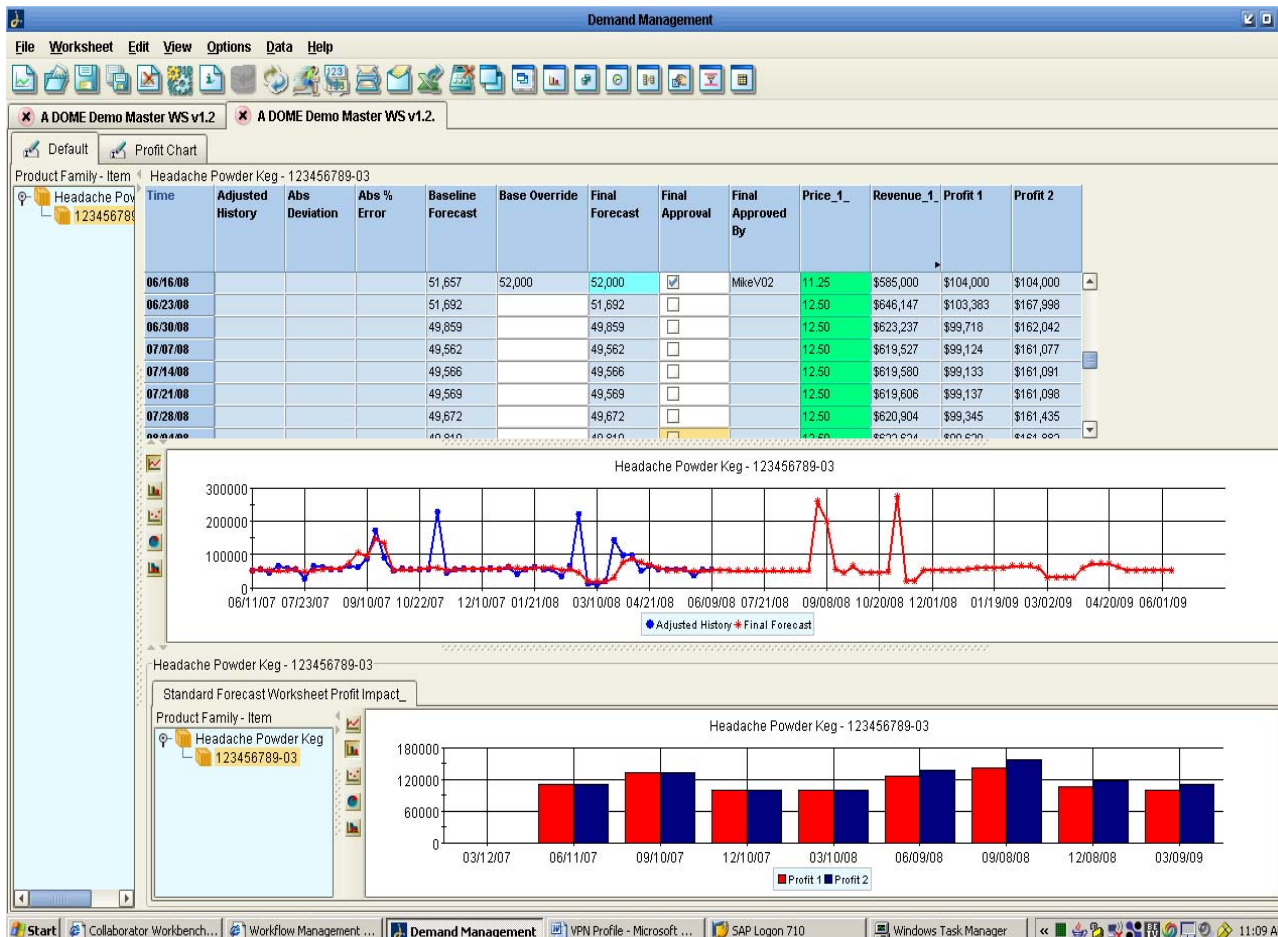 Demand Management
File Worksheet Edit View Options Data Help
A DOME Demo Master WS v1.2 A DOME Demo Master WS v1.2.
Default Profit Chart
Product Family - Item Headache Powder Keg - 123456789-03
Headache Pow
123456789
Time Adjusted History Abs Deviation Abs % Error Baseline Forecast Base Override Final Forecast Final Approval Final Approved By Price_1_ Revenue_1_ Profit 1 Profit 2
06/16/08 51,657 52,000 52,000 MikeV02 11.25 $585,000 $104,000 $104,000
06/23/08 51,692 51,692 12.50 $646,147 $103,383 $167,998
06/30/08 49,859 49,859 12.50 $623,237 $99,718 $162,042
07/07/08 49,562 49,562 12.50 $619,527 $99,124 $161,077
07/14/08 49,566 49,566 12.50 $619,580 $99,133 $161,091
07/21/08 49,569 49,569 12.50 $619,606 $99,137 $161,098
07/28/08 49,672 49,672 12.50 $620,904 $99,345 $161,435
Headache Powder Keg - 123456789-03
300000
200000
100000
0
06/11/07 07/23/07 09/10/07 10/22/07 12/10/07 01/21/08 03/10/08 04/21/08 06/09/08 07/21/08 09/08/08 10/20/08 12/01/08 01/19/09 03/02/09 04/20/09 06/01/09
Adjusted History Final Forecast
Headache Powder Keg - 123456789-03
Standard Forecast Worksheet Profit Impact_
Product Family - Item
Headache Powder Keg
123456789-03
Headache Powder Keg - 123456789-03
180000
120000
60000
0
03/12/07 06/11/07 09/10/07 12/10/07 03/10/08 06/09/08 09/08/08 12/08/08 03/09/09
Profit 1 Profit 2
Start Collaborator Workbench... Workflow Management ... Demand Management VPN Profile - Microsoft ... SAP Logon 710 Windows Task Manager 11:09 A